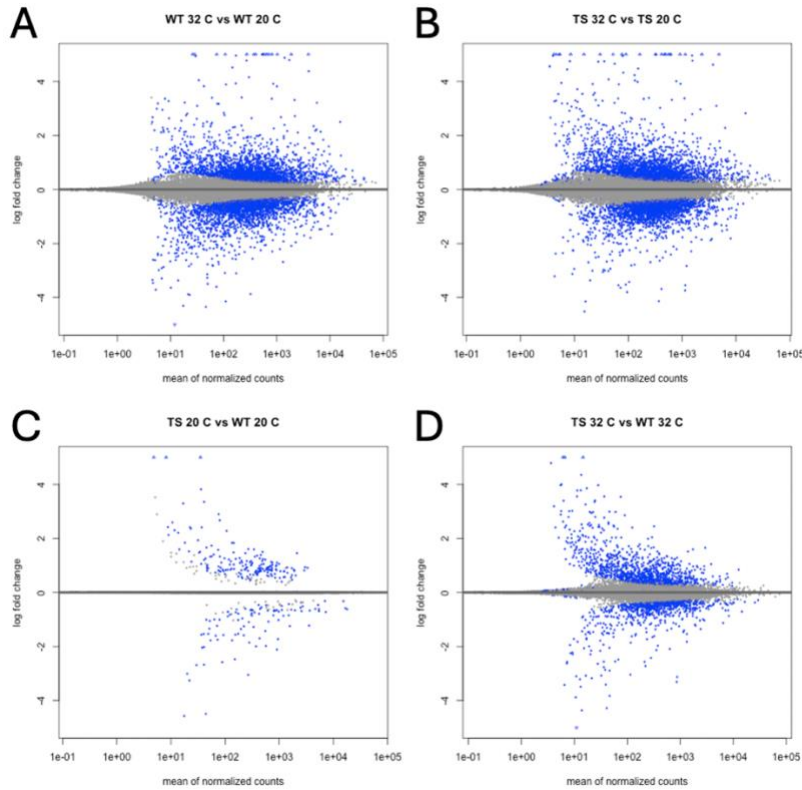 A
WT 32 C vs WT 20 C
log fold change
4
2
0
-2
-4
1e-01 1e+00 1e+01 1e+02 1e+03 1e+04 1e+05
mean of normalized counts
B
TS 32 C vs TS 20 C
log fold change
4
2
0
-2
-4
1e-01 1e+00 1e+01 1e+02 1e+03 1e+04 1e+05
mean of normalized counts
C
TS 20 C vs WT 20 C
log fold change
4
2
0
-2
-4
1e-01 1e+00 1e+01 1e+02 1e+03 1e+04 1e+05
mean of normalized counts
D
TS 32 C vs WT 32 C
log fold change
4
2
0
-2
-4
1e-01 1e+00 1e+01 1e+02 1e+03 1e+04 1e+05
mean of normalized counts